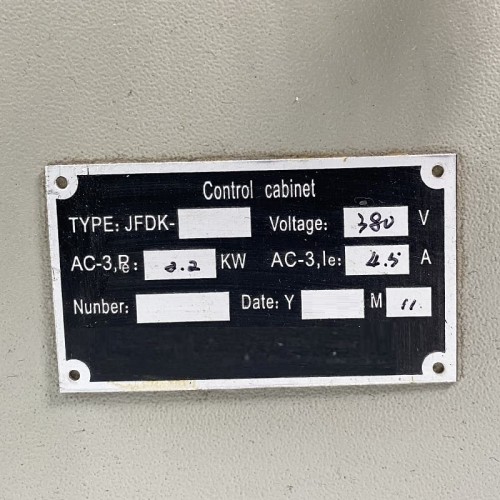 Control cabinet
TYPE: JFDK- Voltage: 380 V
AC-3,Pe: 2.2 KW AC-3,Ie: 4.5 A
Nunber: Date: Y M 11